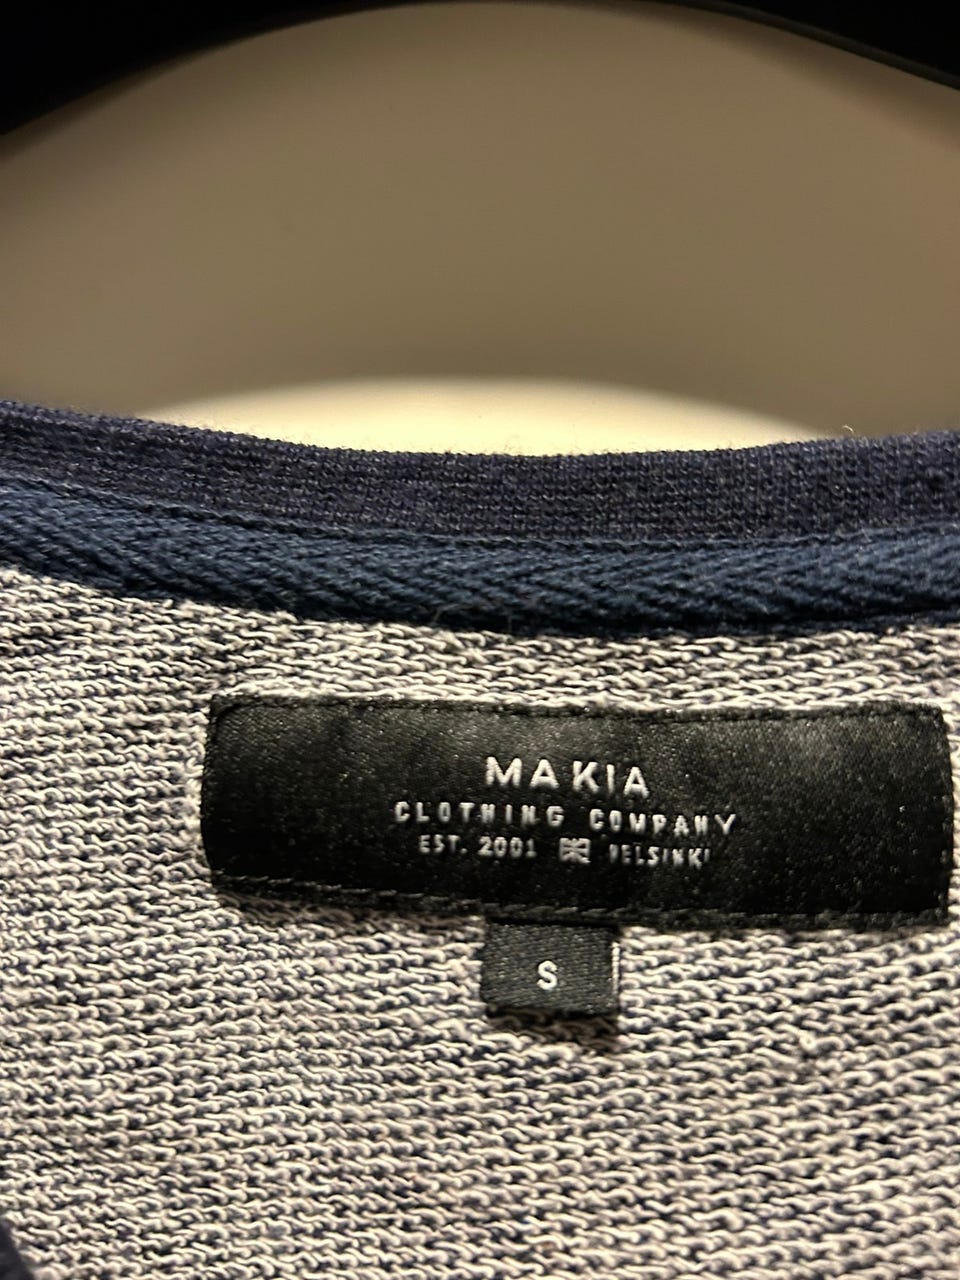 MAKIA
CLOTHING COMPANY
EST. 2001 HELSINKI
S